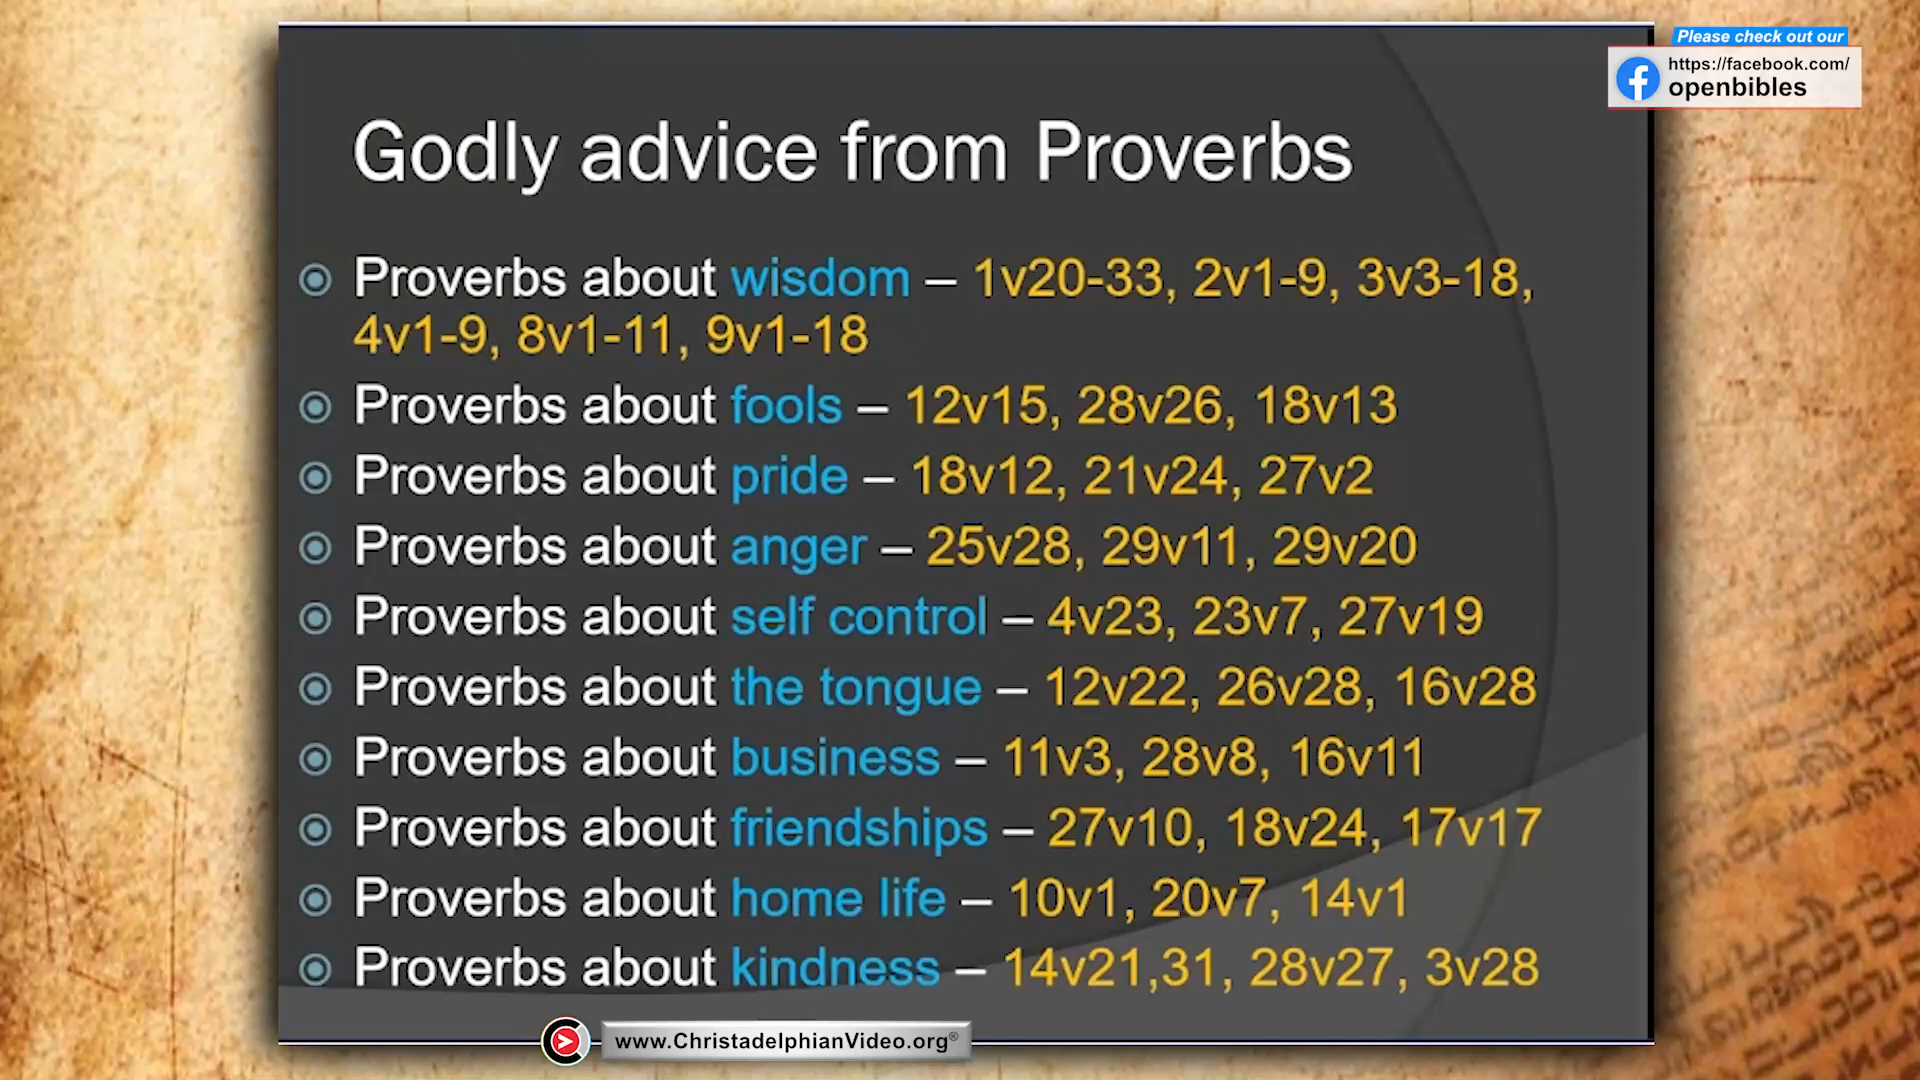 Please check out our
https://facebook.com/
openbibles
Godly advice from Proverbs
Proverbs about wisdom – 1v20-33, 2v1-9, 3v3-18,
4v1-9, 8v1-11, 9v1-18
Proverbs about fools – 12v15, 28v26, 18v13
Proverbs about pride – 18v12, 21v24, 27v2
Proverbs about anger – 25v28, 29v11, 29v20
Proverbs about self control – 4v23, 23v7, 27v19
Proverbs about the tongue – 12v22, 26v28, 16v28
Proverbs about business – 11v3, 28v8, 16v11
Proverbs about friendships – 27v10, 18v24, 17v17
Proverbs about home life – 10v1, 20v7, 14v1
Proverbs about kindness – 14v21,31, 28v27, 3v28
www.ChristadelphianVideo.org®